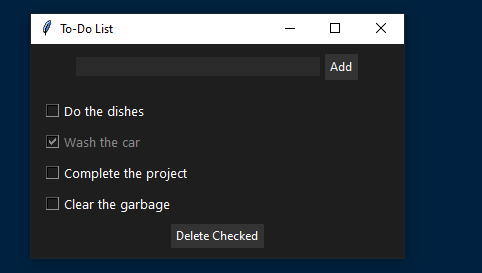 To-Do List
Add
Do the dishes
Wash the car
Complete the project
Clear the garbage
Delete Checked